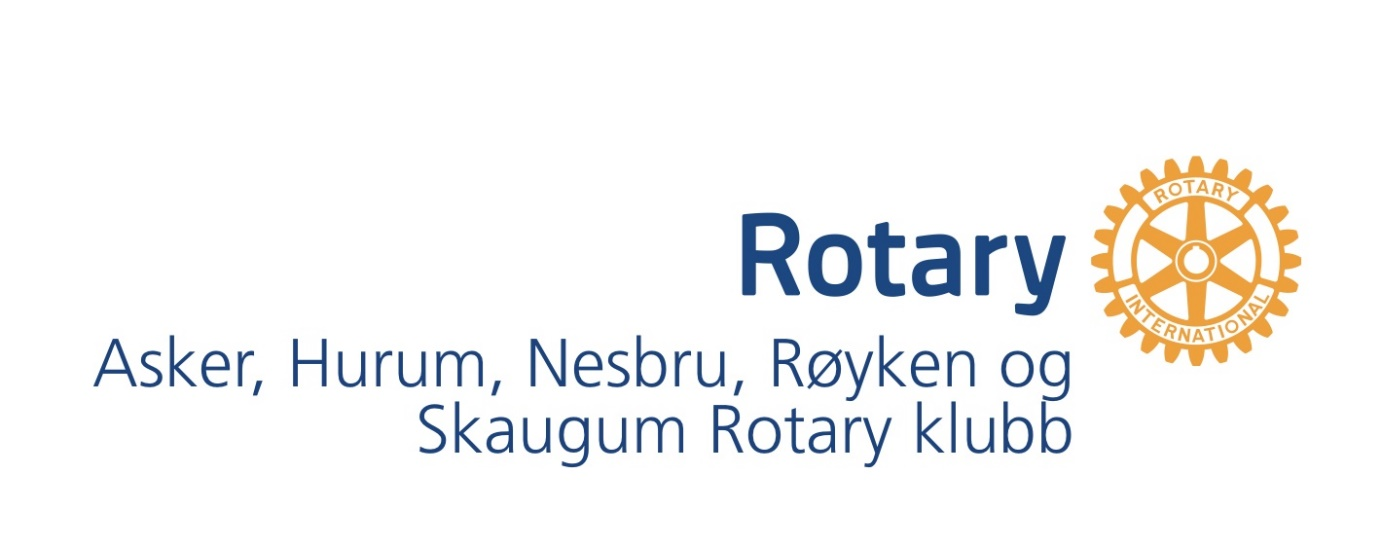 Rotary
ROTARY
INTERNATIONAL
Asker, Hurum, Nesbru, Røyken og
Skaugum Rotary klubb